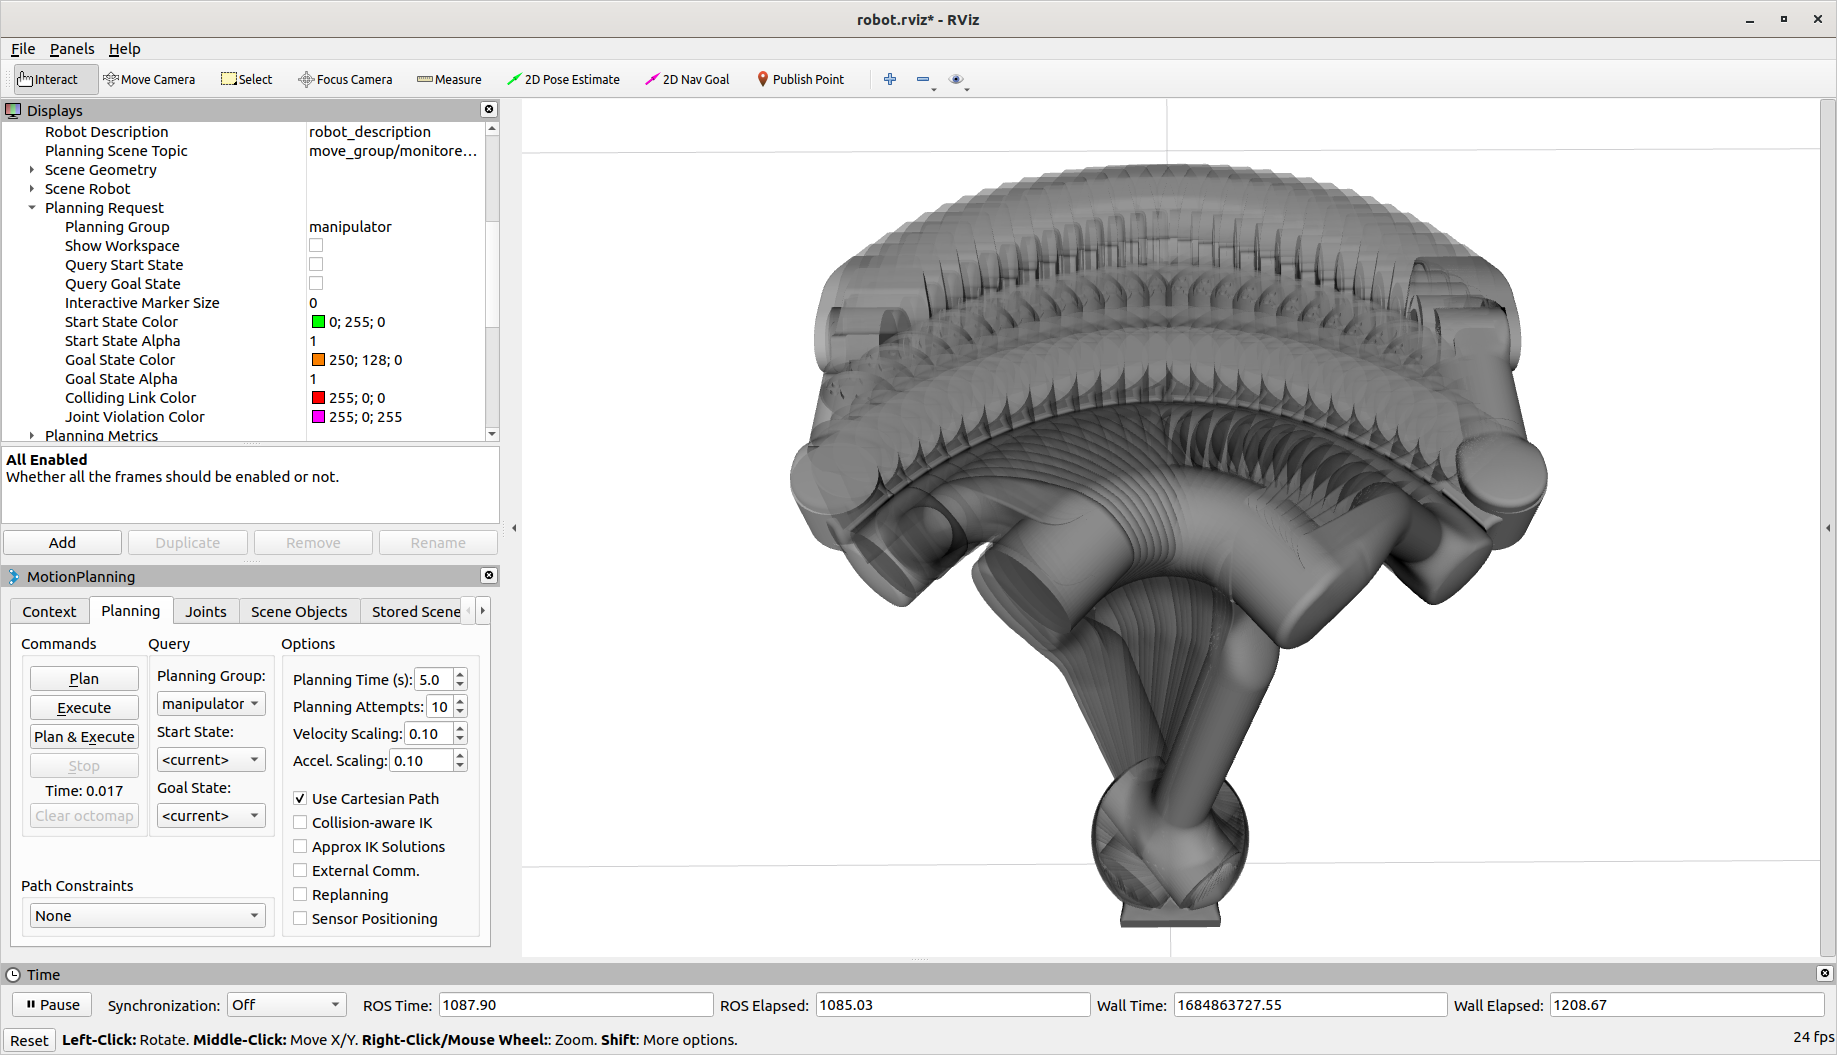 robot.rviz* - RViz
File Panels Help
Interact Move Camera Select Focus Camera Measure 2D Pose Estimate 2D Nav Goal Publish Point
Displays
Robot Description robot_description
Planning Scene Topic move_group/monitore...
Scene Geometry
Scene Robot
Planning Request
Planning Group manipulator
Show Workspace
Query Start State
Query Goal State
Interactive Marker Size 0
Start State Color 0; 255; 0
Start State Alpha 1
Goal State Color 250; 128; 0
Goal State Alpha 1
Colliding Link Color 255; 0; 0
Joint Violation Color 255; 0; 255
Planning Metrics
All Enabled
Whether all the frames should be enabled or not.
Add Duplicate Remove Rename
MotionPlanning
Context Planning Joints Scene Objects Stored Scene
Commands Query Options
Plan Planning Group: Planning Time (s): 5.0
Execute manipulator Planning Attempts: 10
Plan & Execute Start State: Velocity Scaling: 0.10
Stop <current> Accel. Scaling: 0.10
Time: 0.017 Goal State: Use Cartesian Path
Clear octomap <current> Collision-aware IK
Approx IK Solutions
External Comm.
Path Constraints Replanning
None Sensor Positioning
Time
Pause Synchronization: Off ROS Time: 1087.90 ROS Elapsed: 1085.03 Wall Time: 1684863727.55 Wall Elapsed: 1208.67
Reset Left-Click: Rotate. Middle-Click: Move X/Y. Right-Click/Mouse Wheel:: Zoom. Shift: More options. 24 fps